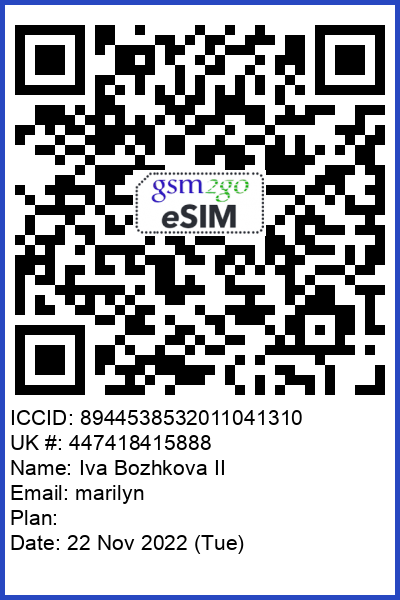 gsm2go
eSIM
ICCID: 8944538532011041310
UK #: 447418415888
Name: Iva Bozhkova II
Email: marilyn
Plan:
Date: 22 Nov 2022 (Tue)